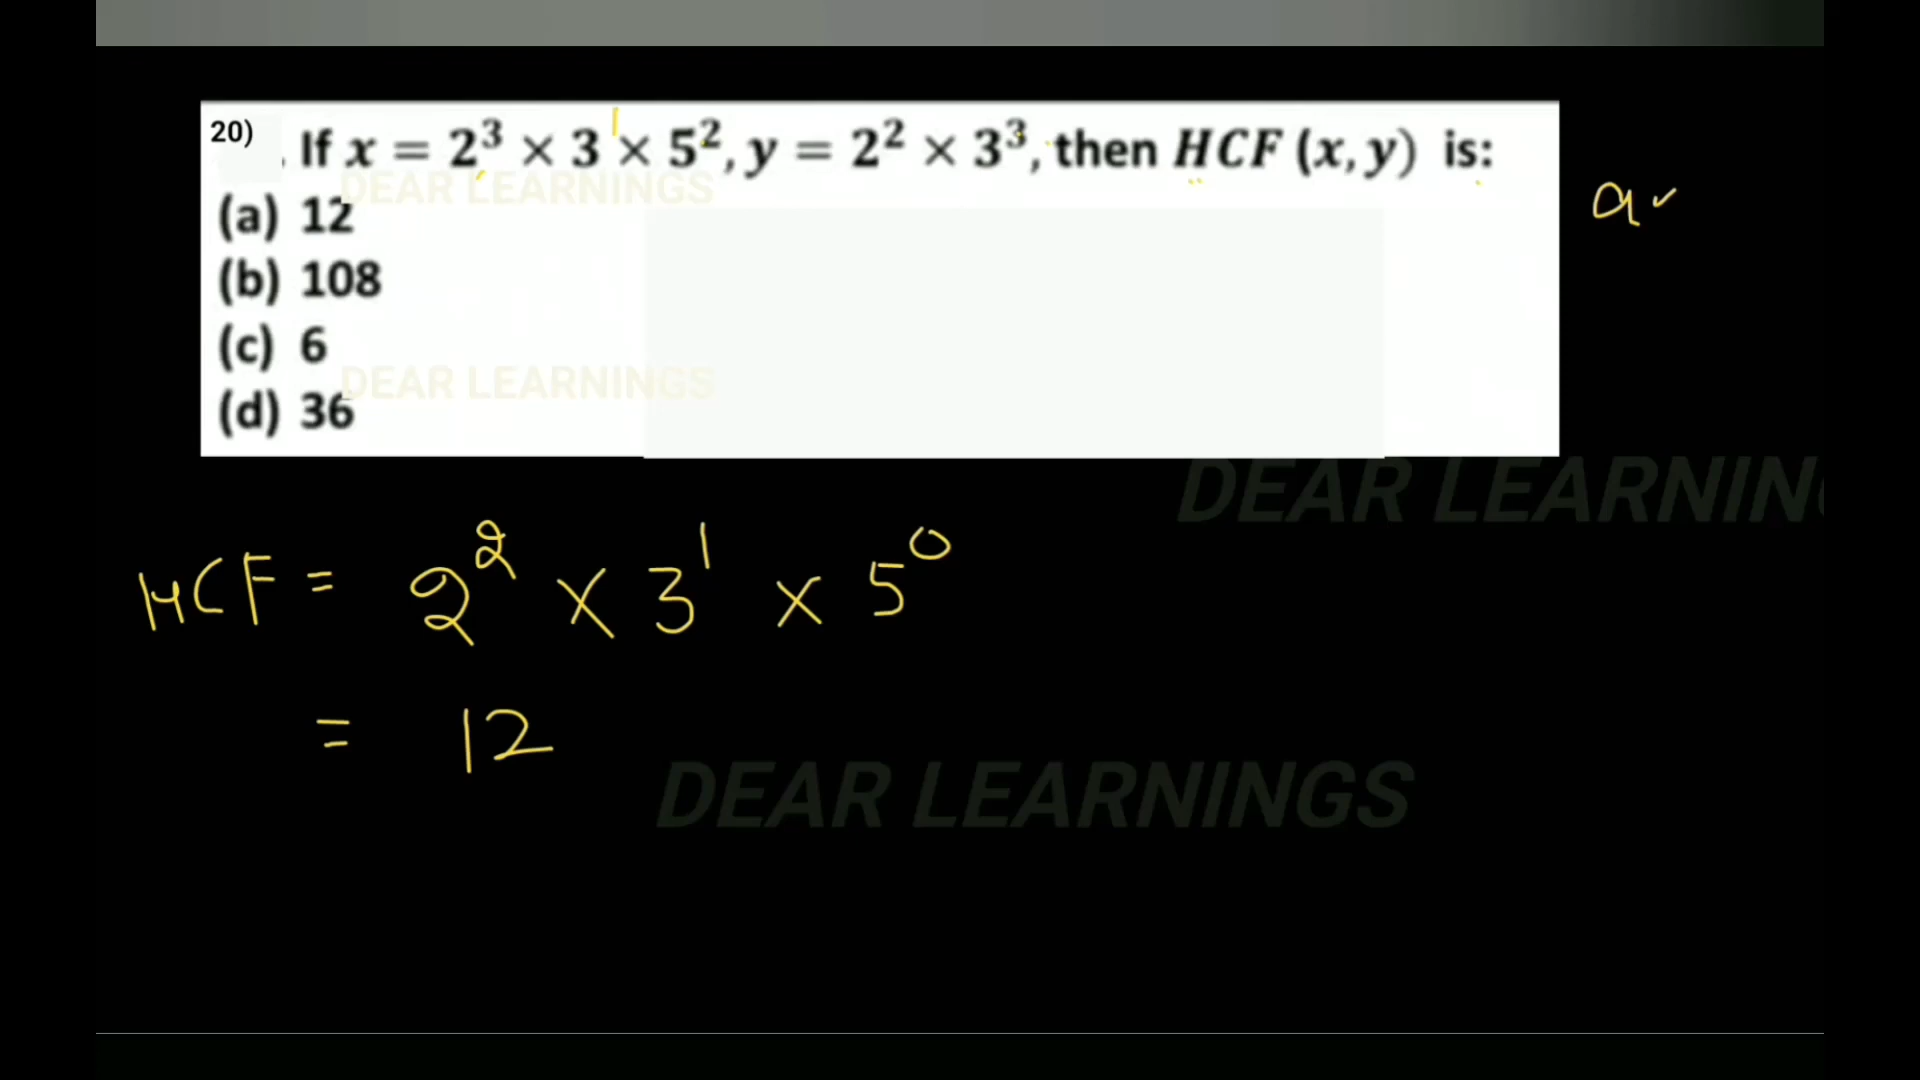 20) If x = 2³ × 3 × 5², y = 2² × 3³, then HCF (x, y) is:
DEAR LEARNINGS
a ✓
(a) 12
(b) 108
(c) 6
DEAR LEARNINGS
(d) 36
DEAR LEARNING
HCF = 2² × 3¹ × 5⁰
= 12
DEAR LEARNINGS